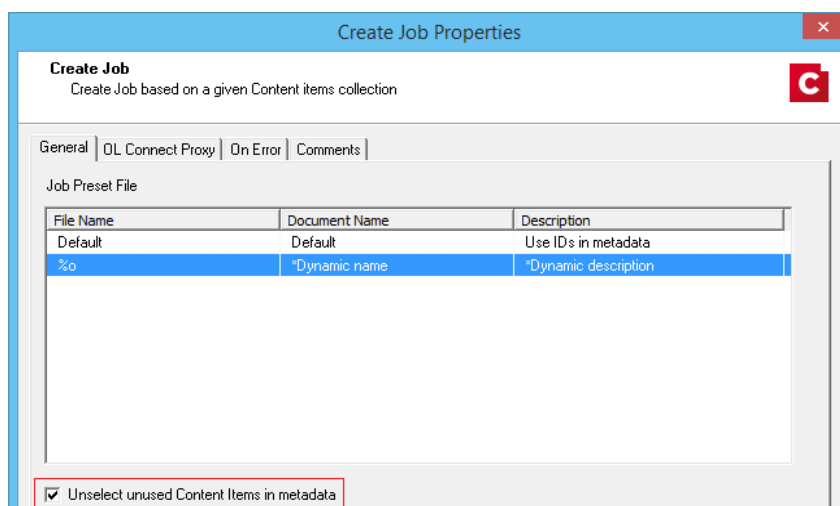 Create Job Properties
Create Job
Create Job based on a given Content items collection
C
General OL Connect Proxy On Error Comments
Job Preset File
File Name Document Name Description
Default Default Use IDs in metadata
%o *Dynamic name *Dynamic description
Unselect unused Content Items in metadata